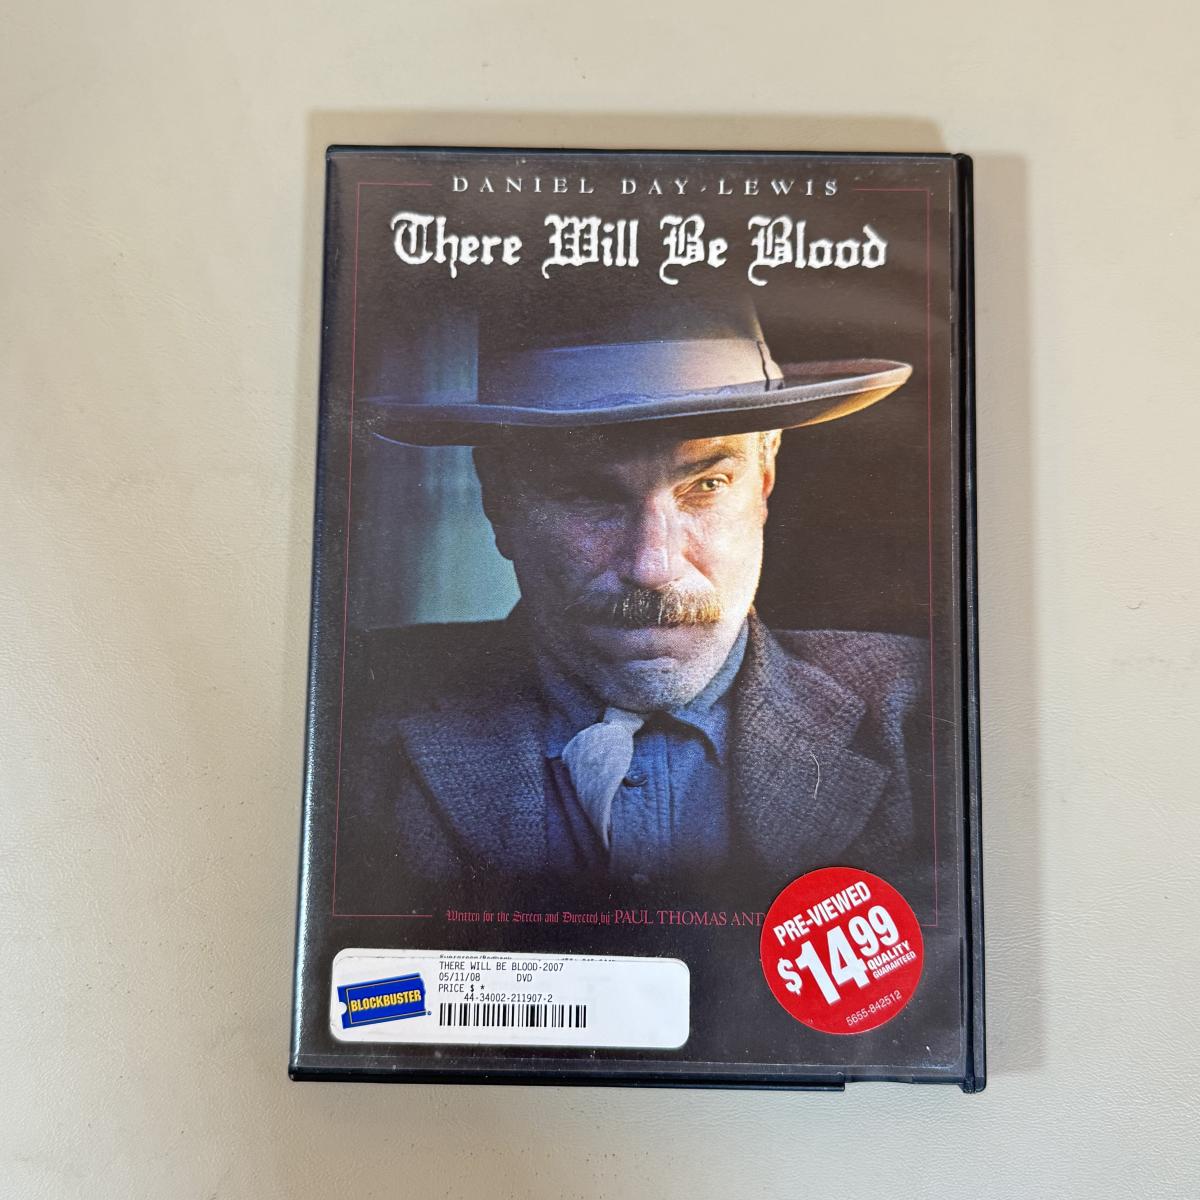 DANIEL DAY-LEWIS
There Will Be Blood
Written for the Screen and Directed by PAUL THOMAS AND
PRE-VIEWED
$14.99
QUALITY
GUARANTEED
5655-842512
THERE WILL BE BLOOD-2007
05/11/08 DVD
PRICE $ *
44-34002-211907-2
BLOCKBUSTER